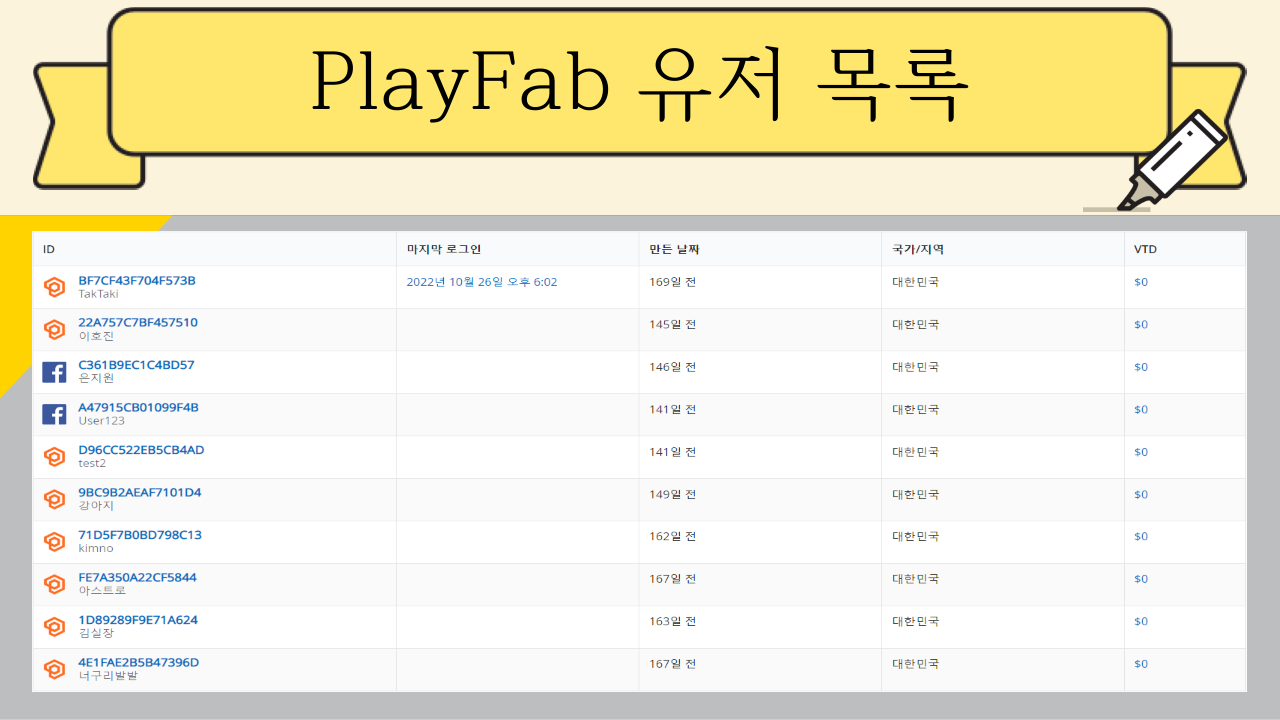 PlayFab 유저 목록
ID 마지막 로그인 만든 날짜 국가/지역 VTD
BF7CF43F704F573B 2022년 10월 26일 오후 6:02 169일 전 대한민국 $0
TakTaki
22A757C7BF457510 145일 전 대한민국 $0
이호진
C361B9EC1C4BD57 146일 전 대한민국 $0
은지원
A47915CB01099F4B 141일 전 대한민국 $0
User123
D96CC522EB5CB4AD 141일 전 대한민국 $0
test2
9BC9B2AEAF7101D4 149일 전 대한민국 $0
강아지
71D5F7B0BD798C13 162일 전 대한민국 $0
kimno
FE7A350A22CF5844 167일 전 대한민국 $0
아스트로
1D89289F9E71A624 163일 전 대한민국 $0
김실장
4E1FAE2B5B47396D 167일 전 대한민국 $0
너구리발발